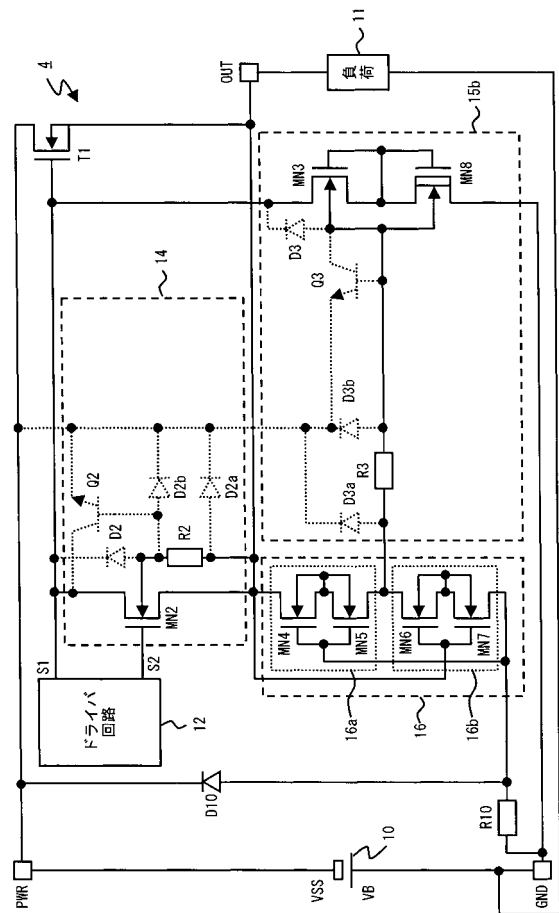 4
PWR
D10
VSS
10
VB
R10
GND
ドライバ
回路
12
S1
S2
14
Q2
D2
D2b
D2a
R2
MN2
T1
OUT
11
負荷
16
16a
16b
MN4
MN5
MN6
MN7
D3a
D3b
R3
Q3
D3
MN3
MN8
15b